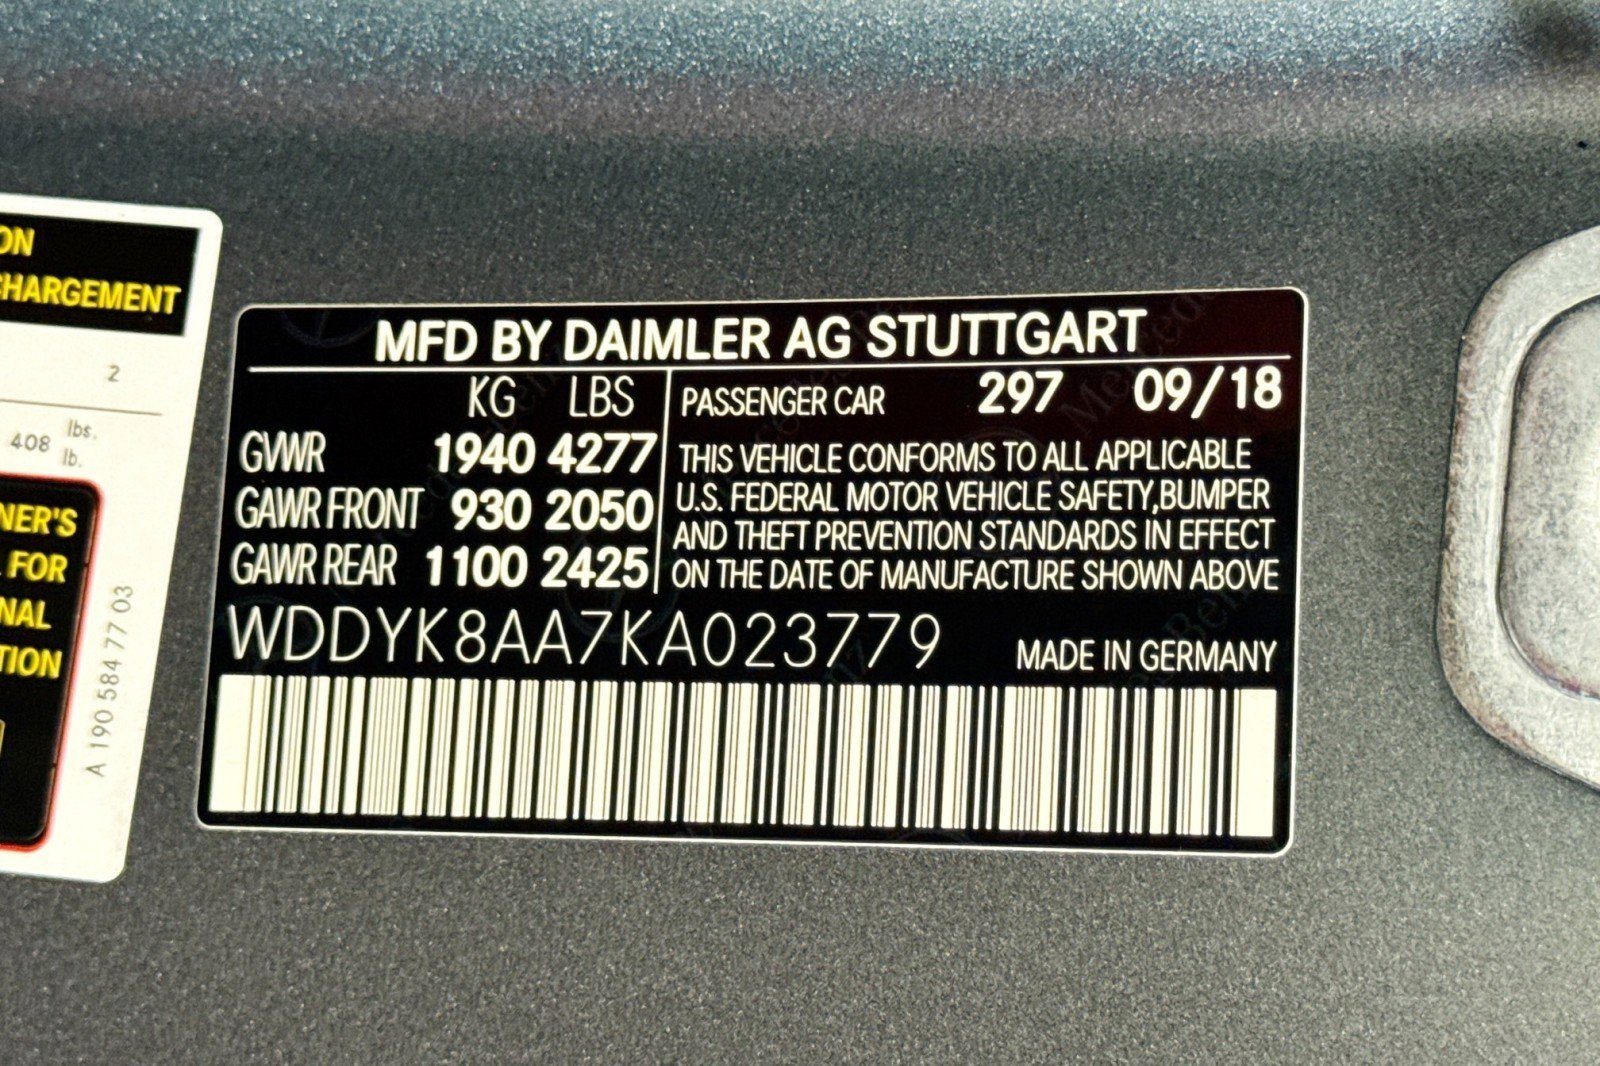 ON
CHARGEMENT
2
408 lbs.
lb.
NER'S
FOR
NAL
TION
A 190 584 77 03
MFD BY DAIMLER AG STUTTGART
KG LBS
GVWR 1940 4277
GAWR FRONT 930 2050
GAWR REAR 1100 2425
PASSENGER CAR 297 09/18
THIS VEHICLE CONFORMS TO ALL APPLICABLE
U.S. FEDERAL MOTOR VEHICLE SAFETY,BUMPER
AND THEFT PREVENTION STANDARDS IN EFFECT
ON THE DATE OF MANUFACTURE SHOWN ABOVE
WDDYK8AA7KA023779
MADE IN GERMANY